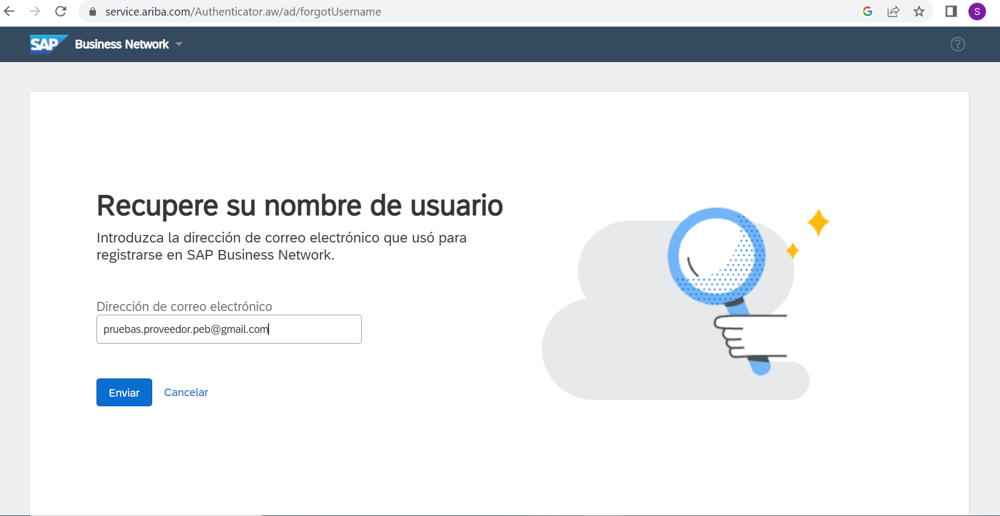 service.ariba.com/Authenticator.aw/ad/forgotUsername
S
SAP Business Network
?
Recupere su nombre de usuario
Introduzca la dirección de correo electrónico que usó para
registrarse en SAP Business Network.
Dirección de correo electrónico
pruebas.proveedor.peb@gmail.com
Enviar Cancelar